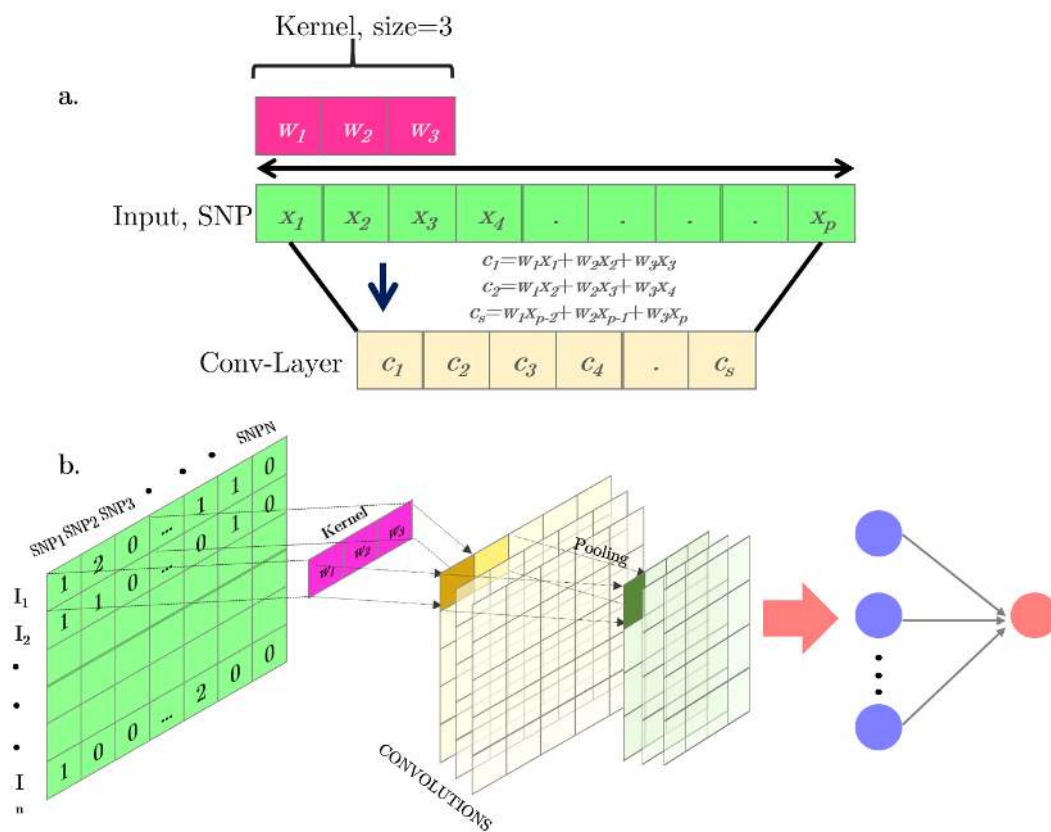 Kernel, size=3
a.
w₁ w₂ w₃
Input, SNP x₁ x₂ x₃ x₄ . . . . xₚ
c₁=w₁x₁+w₂x₂+w₃x₃
c₂=w₁x₂+w₂x₃+w₃x₄
cₛ=w₁xₚ₋₂+w₂xₚ₋₁+w₃xₚ
Conv-Layer c₁ c₂ c₃ c₄ . cₛ
b.
SNP₁ SNP₂ SNP3 • • • SNPN
I₁ 1 2 0 ... 1 1 0
I₂ 1 1 0 ... 0 1 0
•
•
•
I ₙ 1 0 0 ... 2 0 0
Kernel
w₁ w₂ w₃
Pooling
CONVOLUTIONS